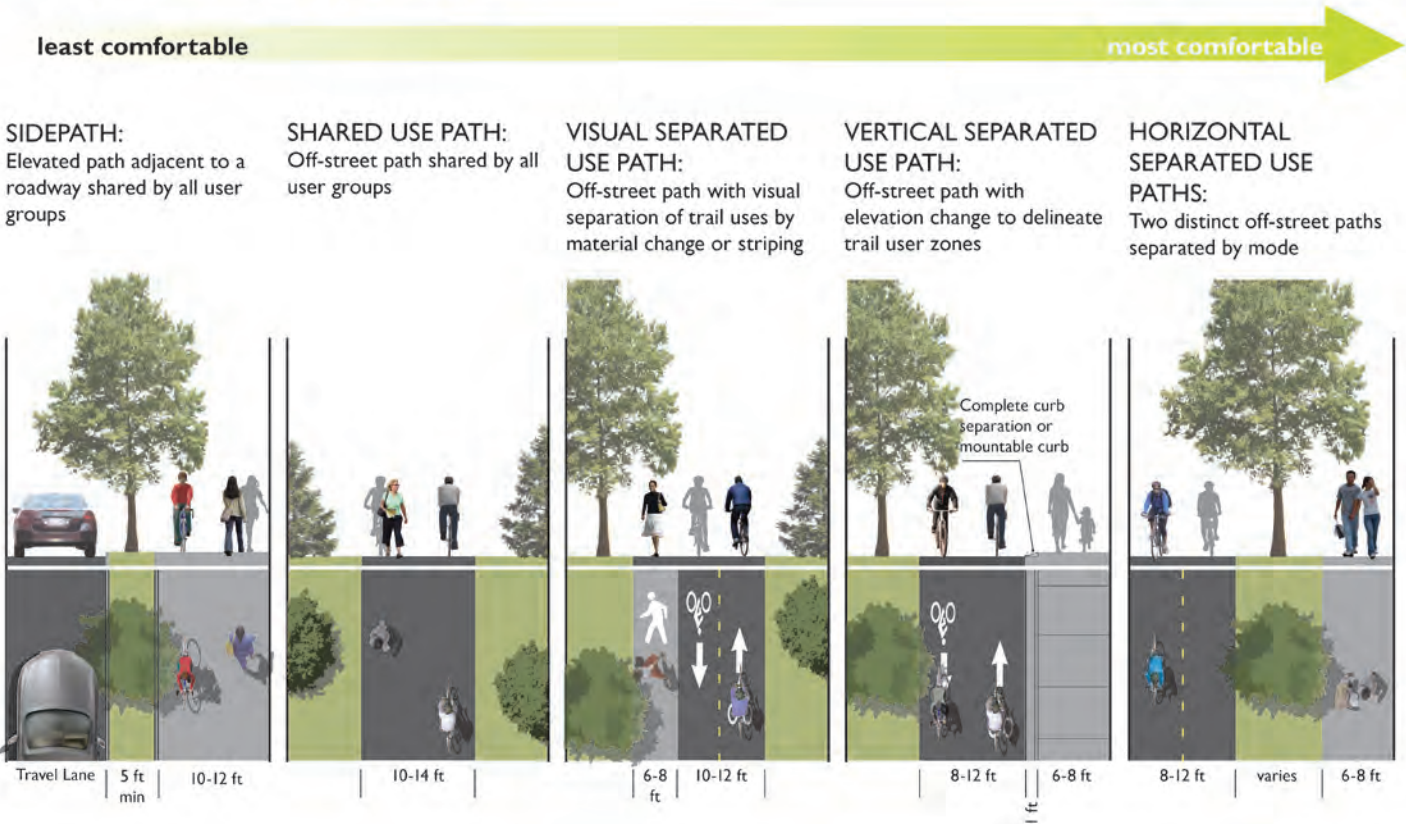 least comfortable
most comfortable
SIDEPATH:
Elevated path adjacent to a
roadway shared by all user
groups
SHARED USE PATH:
Off-street path shared by all
user groups
VISUAL SEPARATED
USE PATH:
Off-street path with visual
separation of trail uses by
material change or striping
VERTICAL SEPARATED
USE PATH:
Off-street path with
elevation change to delineate
trail user zones
HORIZONTAL
SEPARATED USE
PATHS:
Two distinct off-street paths
separated by mode
Complete curb
separation or
mountable curb
Travel Lane
5 ft
min
10-12 ft
10-14 ft
6-8
ft
10-12 ft
8-12 ft
1 ft
6-8 ft
8-12 ft
varies
6-8 ft